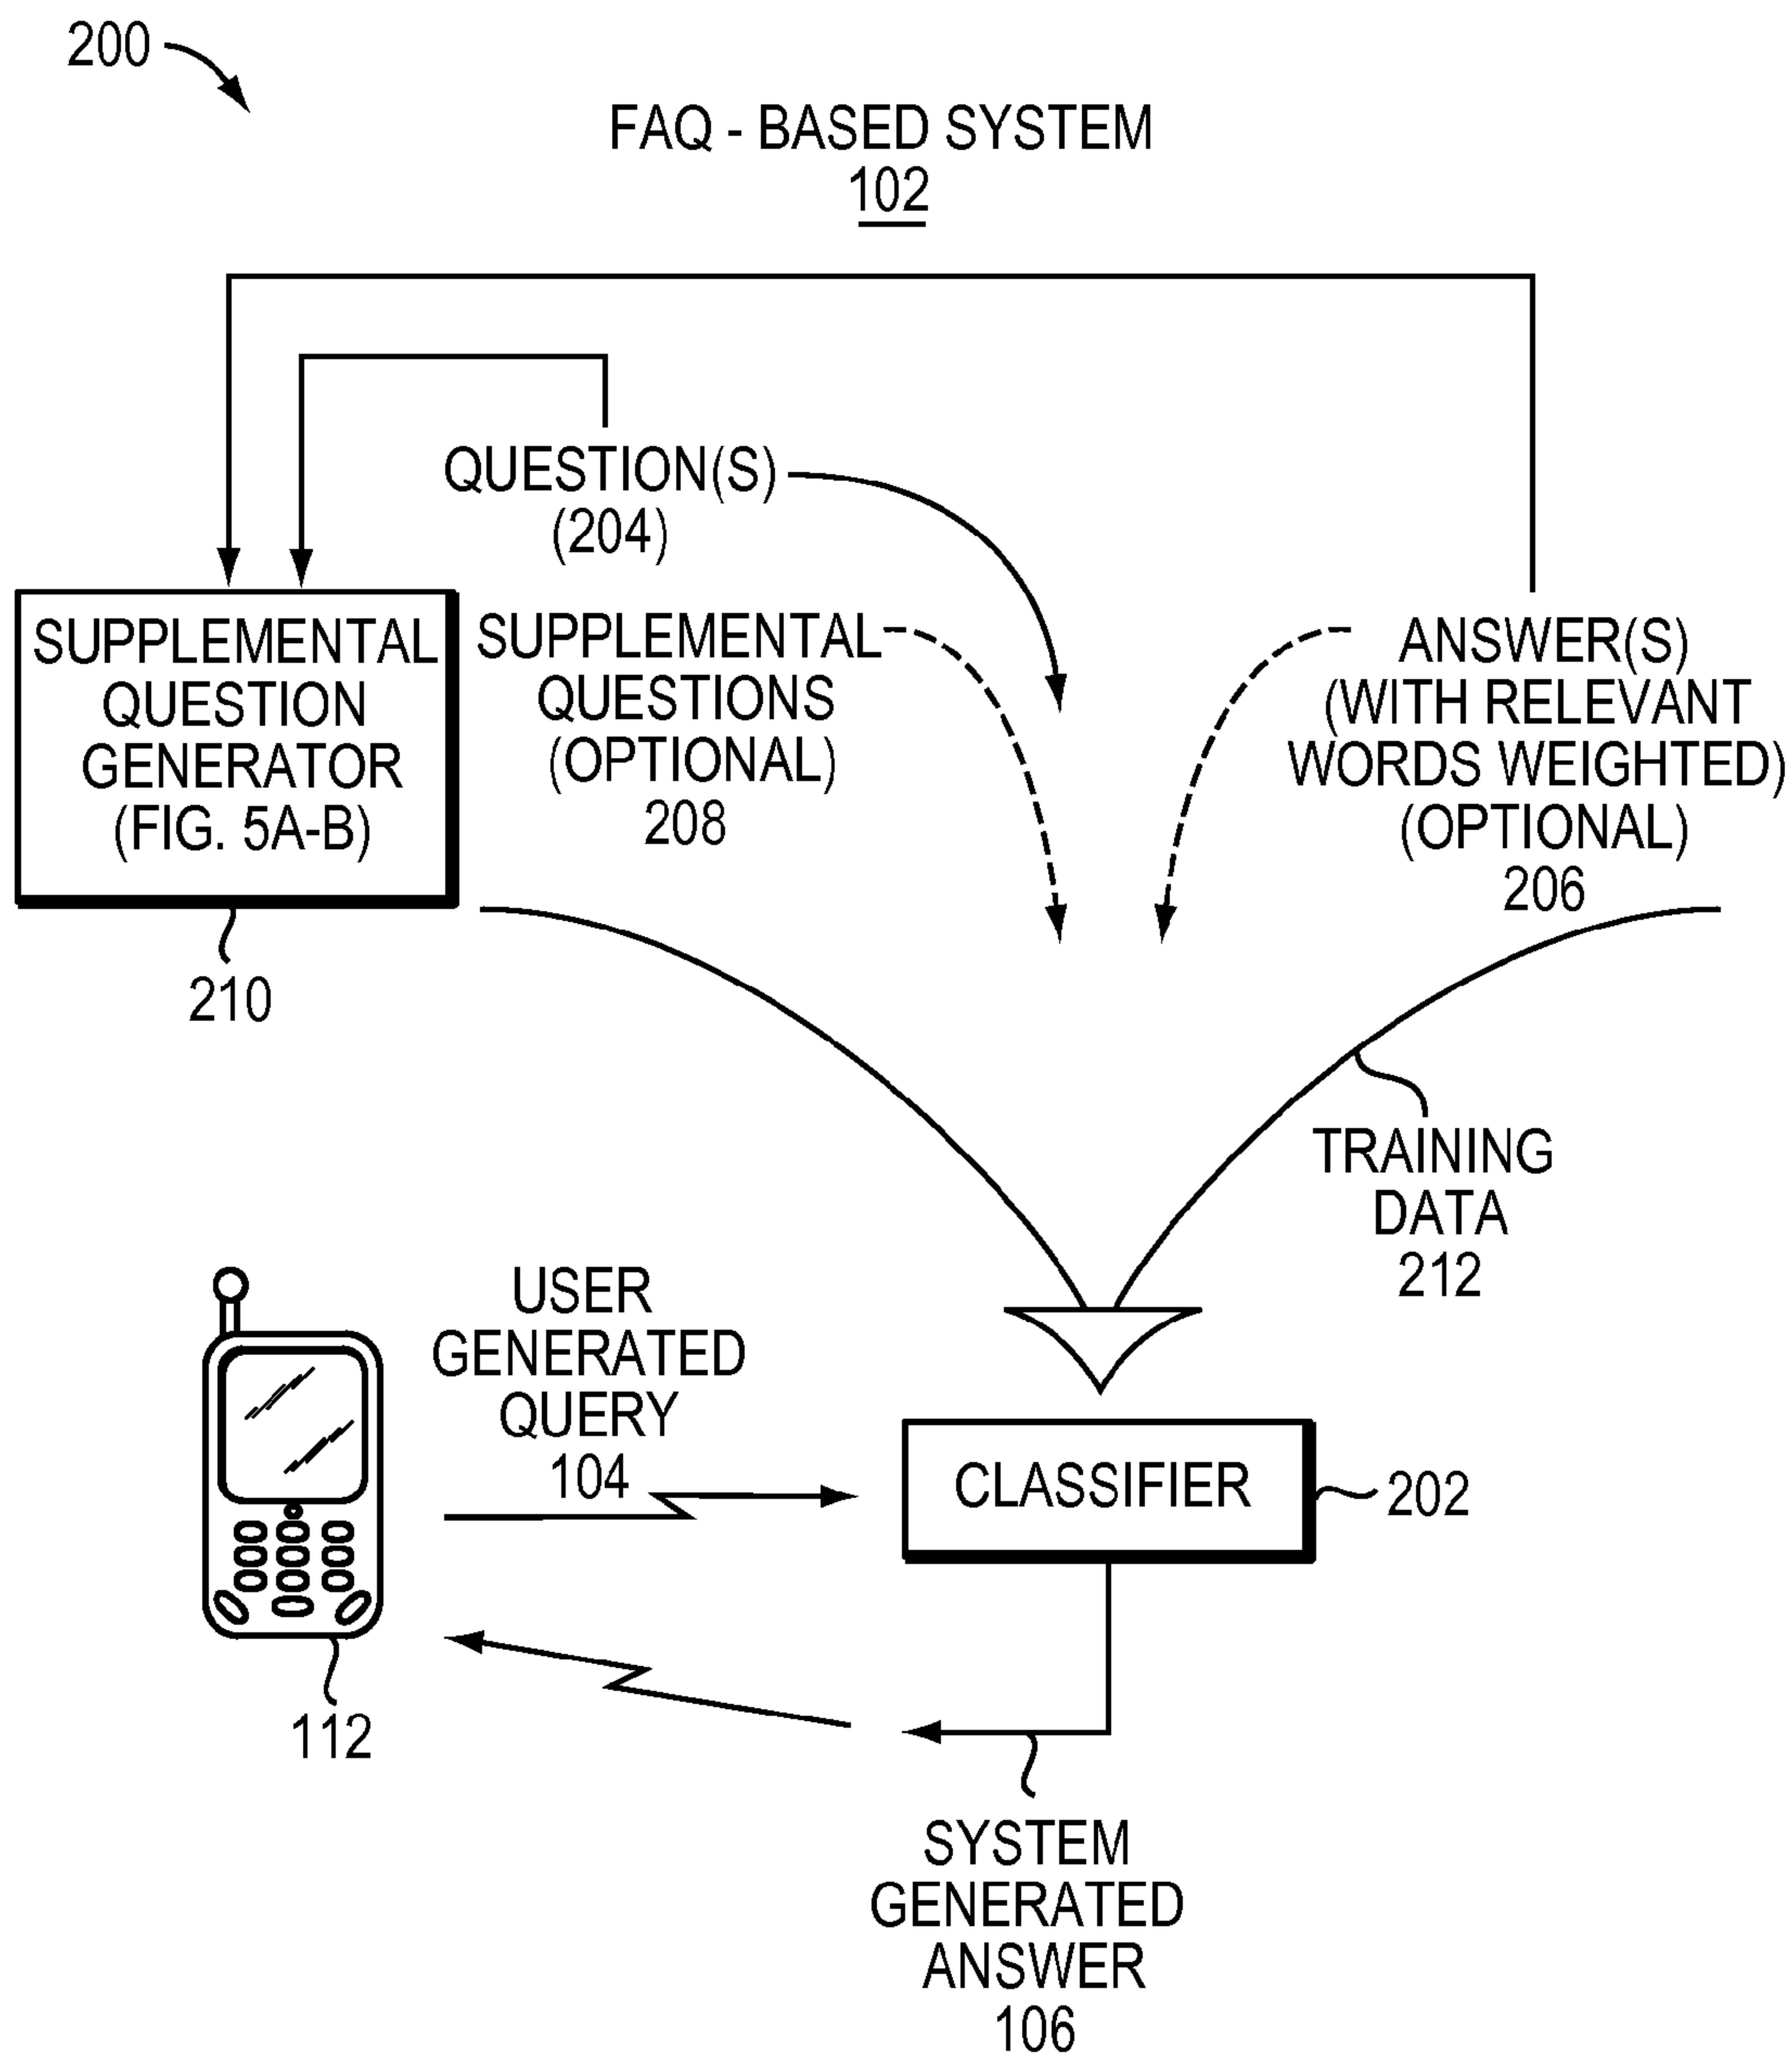 200
FAQ - BASED SYSTEM
102
QUESTION(S)
(204)
SUPPLEMENTAL
QUESTION
GENERATOR
(FIG. 5A-B)
210
SUPPLEMENTAL
QUESTIONS
(OPTIONAL)
208
ANSWER(S)
(WITH RELEVANT
WORDS WEIGHTED)
(OPTIONAL)
206
TRAINING
DATA
212
USER
GENERATED
QUERY
104
CLASSIFIER
202
112
SYSTEM
GENERATED
ANSWER
106